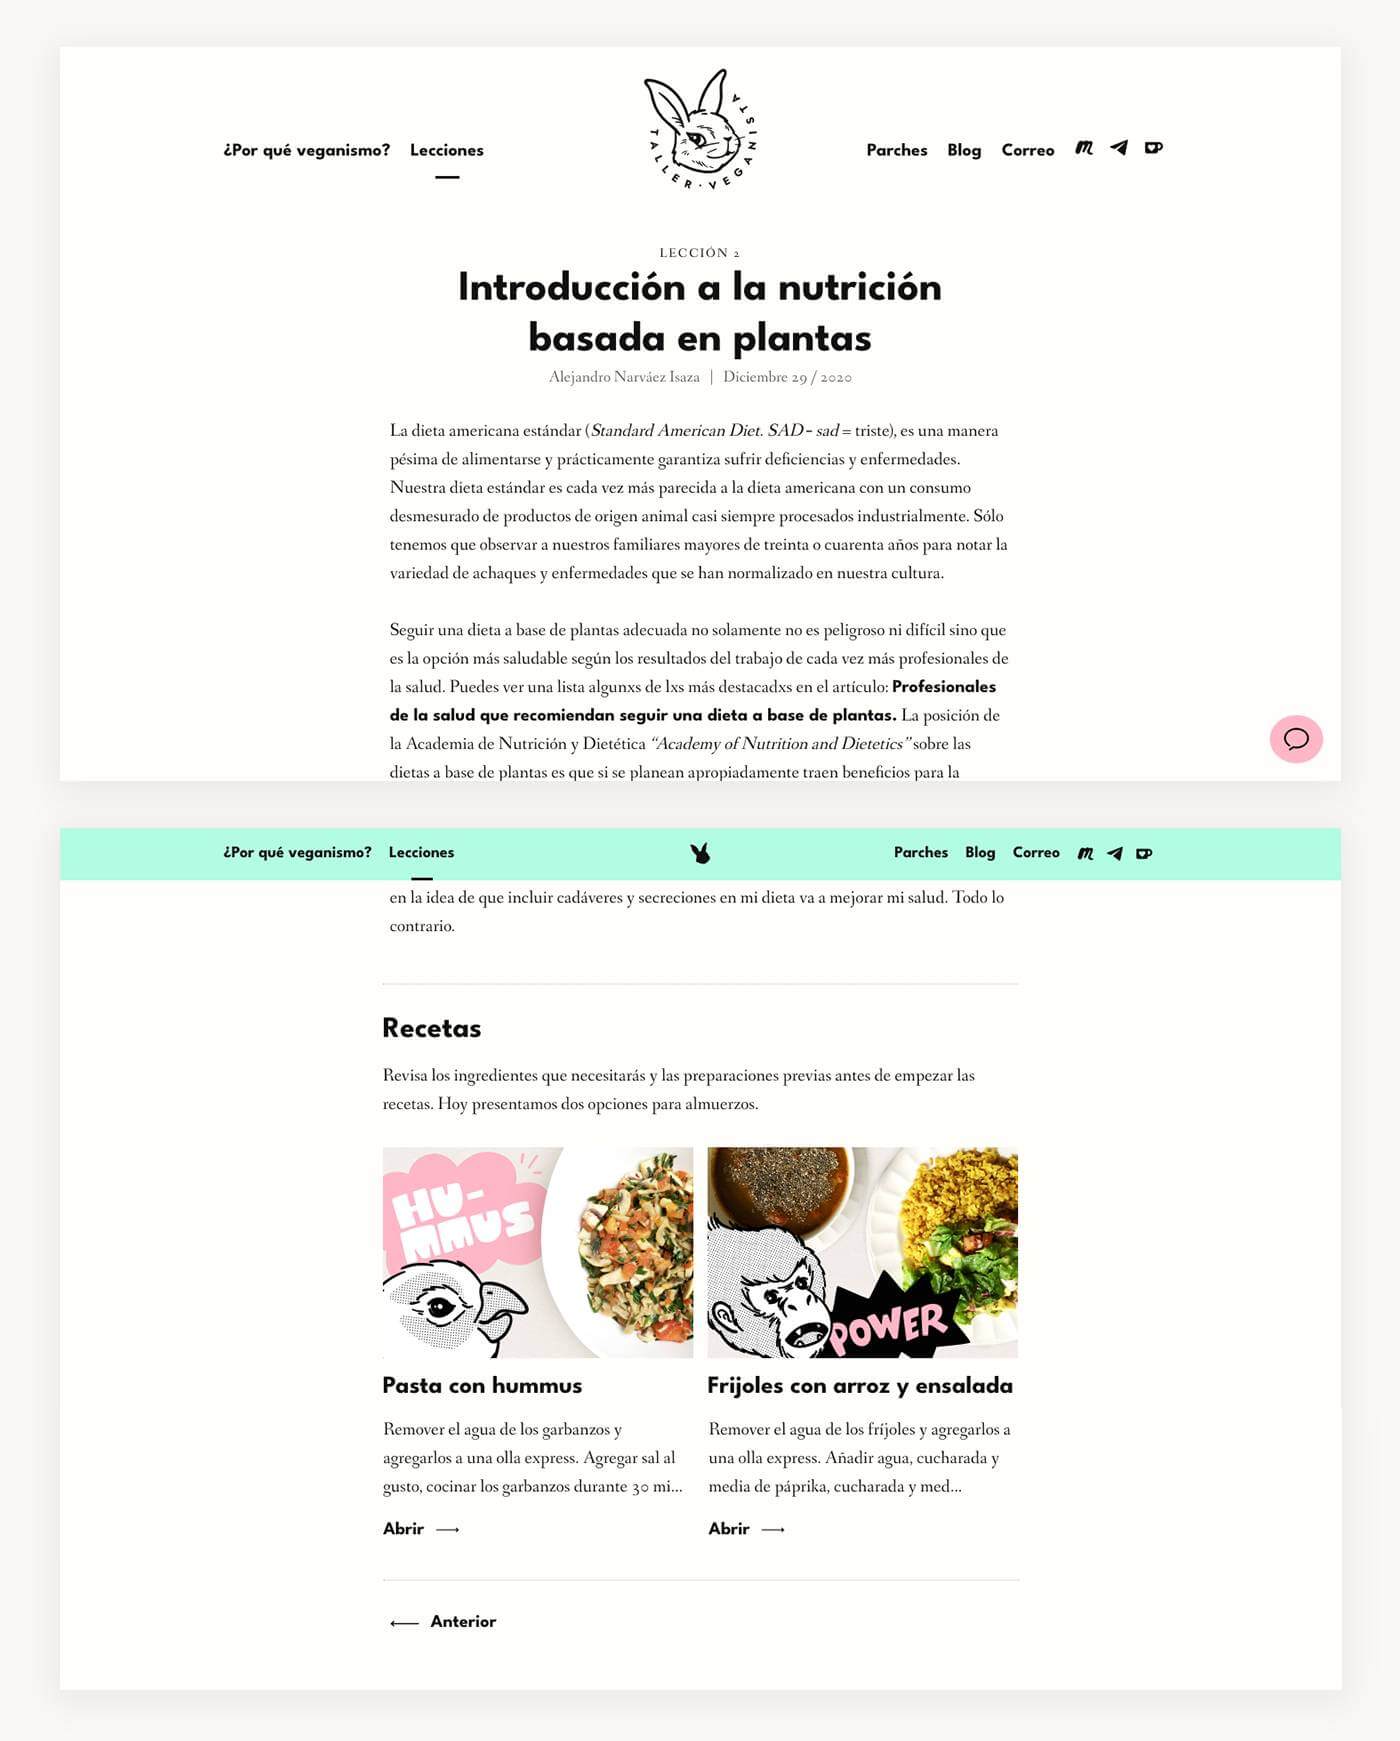 ¿Por qué veganismo? Lecciones
TALLER · VEGANISTA
Parches Blog Correo
LECCIÓN 2
Introducción a la nutrición
basada en plantas
Alejandro Narváez Isaza | Diciembre 29 / 2020
La dieta americana estándar (Standard American Diet. SAD - sad = triste), es una manera
pésima de alimentarse y prácticamente garantiza sufrir deficiencias y enfermedades.
Nuestra dieta estándar es cada vez más parecida a la dieta americana con un consumo
desmesurado de productos de origen animal casi siempre procesados industrialmente. Sólo
tenemos que observar a nuestros familiares mayores de treinta o cuarenta años para notar la
variedad de achaques y enfermedades que se han normalizado en nuestra cultura.
Seguir una dieta a base de plantas adecuada no solamente no es peligroso ni difícil sino que
es la opción más saludable según los resultados del trabajo de cada vez más profesionales de
la salud. Puedes ver una lista algunxs de lxs más destacadxs en el artículo: Profesionales
de la salud que recomiendan seguir una dieta a base de plantas. La posición de
la Academia de Nutrición y Dietética “Academy of Nutrition and Dietetics” sobre las
dietas a base de plantas es que si se planean apropiadamente traen beneficios para la
¿Por qué veganismo? Lecciones
Parches Blog Correo
en la idea de que incluir cadáveres y secreciones en mi dieta va a mejorar mi salud. Todo lo
contrario.
Recetas
Revisa los ingredientes que necesitarás y las preparaciones previas antes de empezar las
recetas. Hoy presentamos dos opciones para almuerzos.
HU-
MMUS
POWER
Pasta con hummus
Remover el agua de los garbanzos y
agregarlos a una olla express. Agregar sal al
gusto, cocinar los garbanzos durante 30 mi...
Abrir
Frijoles con arroz y ensalada
Remover el agua de los fríjoles y agregarlos a
una olla express. Añadir agua, cucharada y
media de páprika, cucharada y med...
Abrir
Anterior